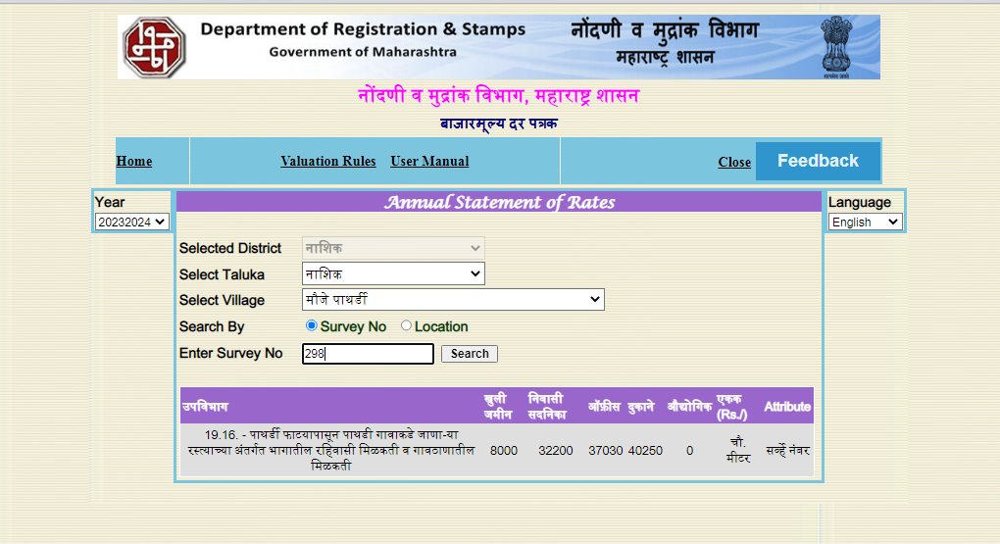 Department of Registration & Stamps
Government of Maharashtra
नोंदणी व मुद्रांक विभाग
महाराष्ट्र शासन
नोंदणी व मुद्रांक विभाग, महाराष्ट्र शासन
बाजारमूल्य दर पत्रक
Home Valuation Rules User Manual Close Feedback
Year Annual Statement of Rates Language
20232024 English
Selected District नाशिक
Select Taluka नाशिक
Select Village मौजे पाथर्डी
Search By Survey No Location
Enter Survey No 298 Search
उपविभाग खुली जमीन निवासी सदनिका ऑफ़ीस दुकाने औद्योगिक एकक (Rs./) Attribute
19.16. - पाथर्डी फाटयापासून पाथडी गावाकडे जाणा-या
रस्त्याच्या अंतर्गत भागातील रहिवासी मिळकती व गावठाणातील
मिळकती
8000 32200 37030 40250 0 चौ. मीटर सर्व्हे नंबर